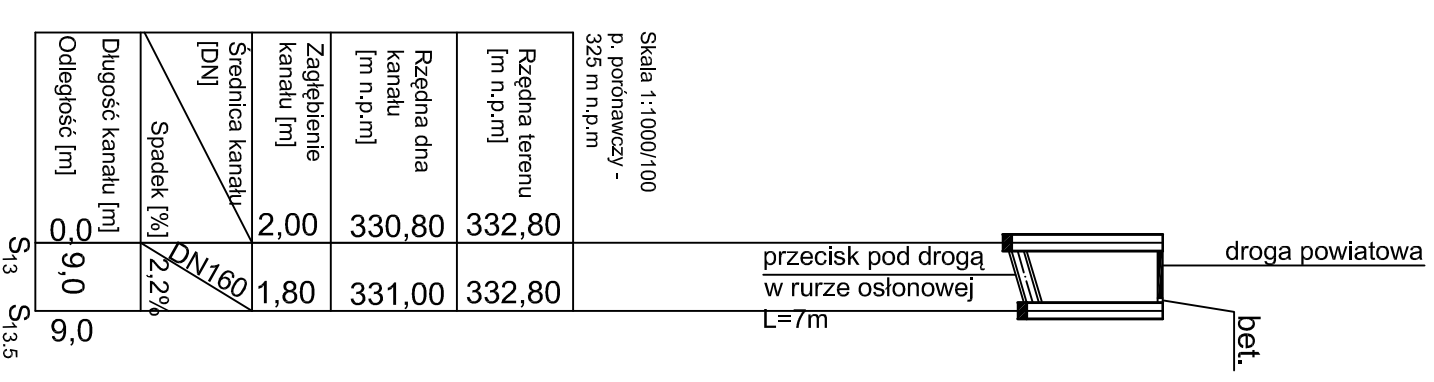 Skala 1:1000/100
p. porónawczy -
325 m n.p.m
Rzędna terenu
[m n.p.m]
332,80
332,80
Rzędna dna
kanału
[m n.p.m]
330,80
331,00
Zagłębienie
kanału [m]
2,00
1,80
Średnica kanału
[DN]
Spadek [%]
DN160
2,2%
Długość kanału [m]
Odległość [m]
0,0
9,0
9,0
S13
S13.5
przecisk pod drogą
w rurze osłonowej
L=7m
droga powiatowa
bet.